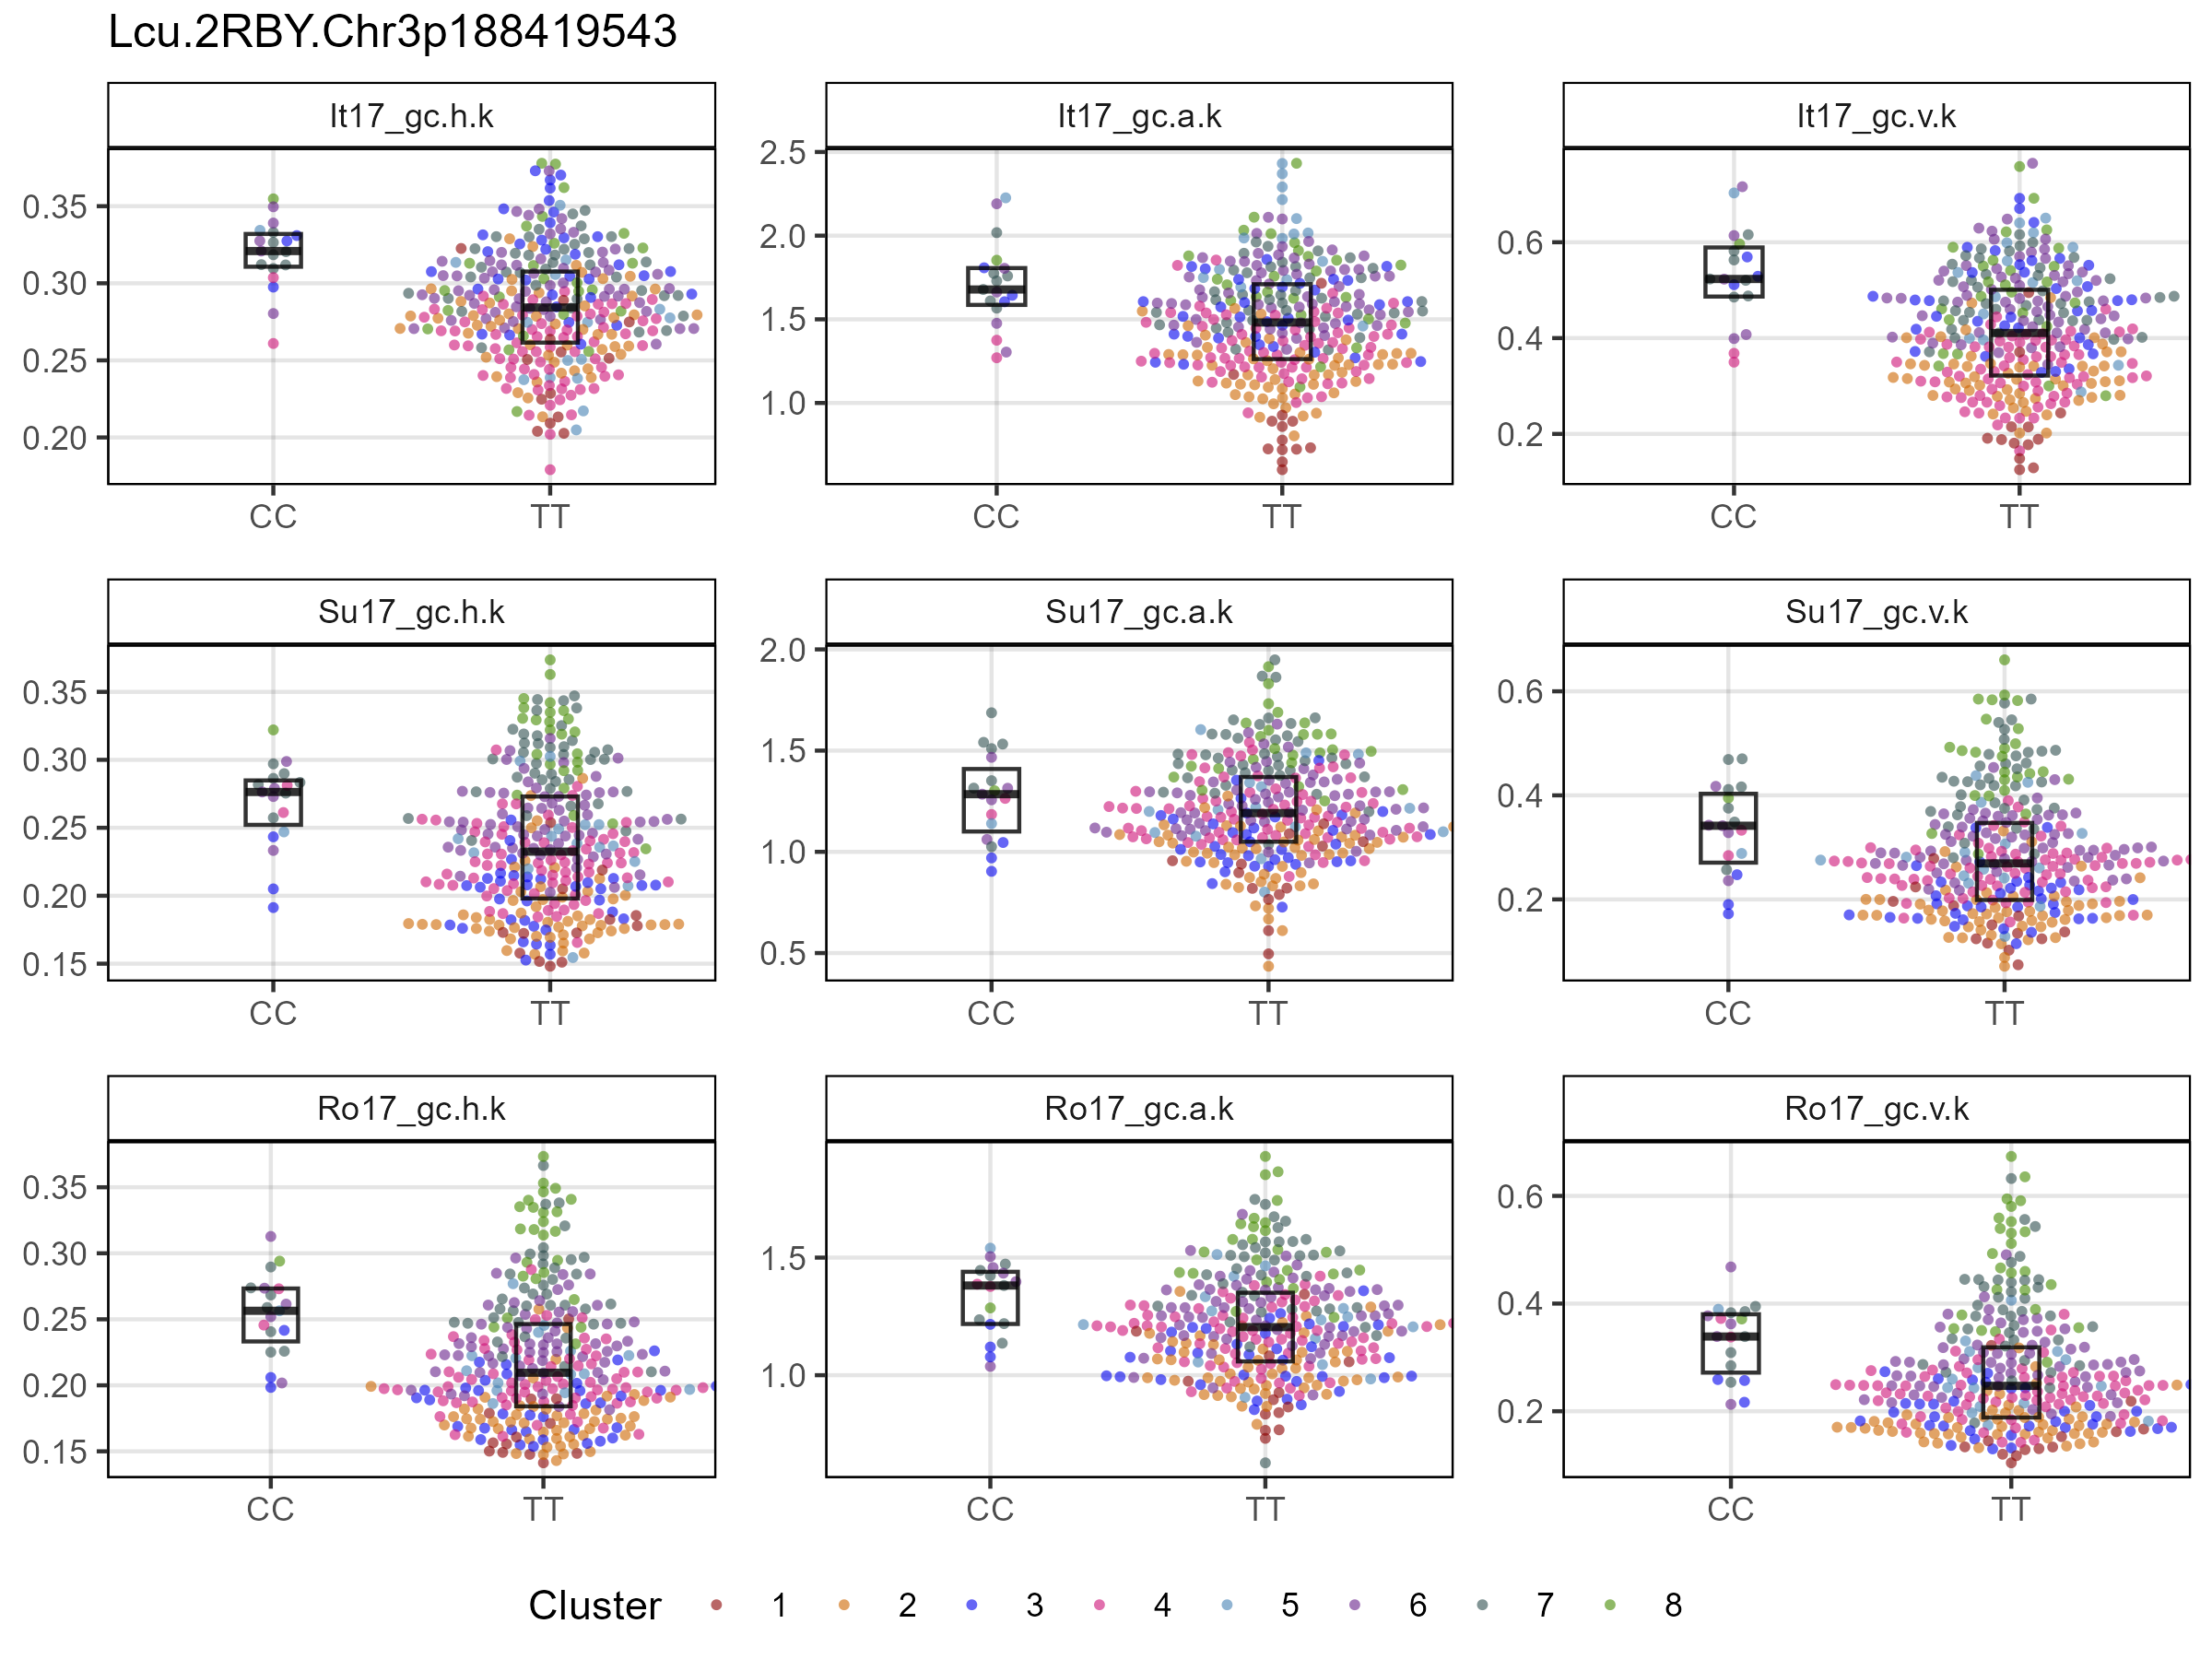 Lcu.2RBY.Chr3p188419543
It17_gc.h.k
It17_gc.a.k
It17_gc.v.k
0.35
0.30
0.25
0.20
2.5
2.0
1.5
1.0
0.6
0.4
0.2
CC
TT
CC
TT
CC
TT
Su17_gc.h.k
Su17_gc.a.k
Su17_gc.v.k
0.35
0.30
0.25
0.20
0.15
2.0
1.5
1.0
0.5
0.6
0.4
0.2
CC
TT
CC
TT
CC
TT
Ro17_gc.h.k
Ro17_gc.a.k
Ro17_gc.v.k
0.35
0.30
0.25
0.20
0.15
1.5
1.0
0.6
0.4
0.2
CC
TT
CC
TT
CC
TT
Cluster 1 2 3 4 5 6 7 8